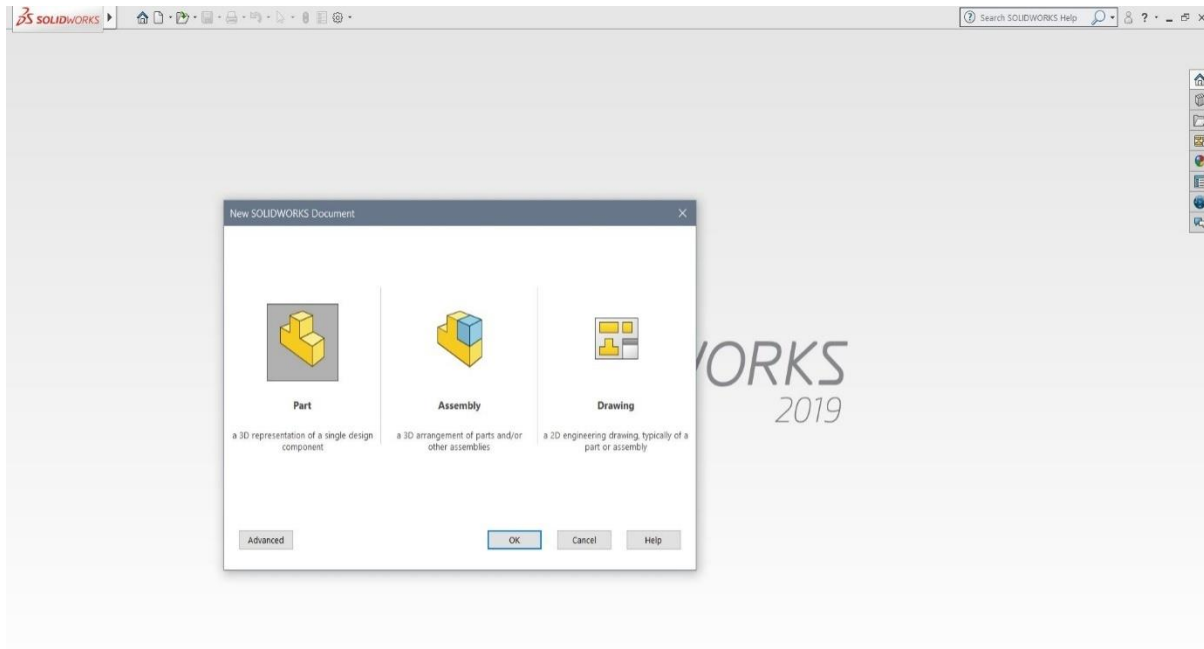 SOLIDWORKS
Search SOLIDWORKS Help
?
New SOLIDWORKS Document
Part
Assembly
Drawing
a 3D representation of a single design
component
a 3D arrangement of parts and/or
other assemblies
a 2D engineering drawing, typically of a
part or assembly
ORKS
2019
Advanced
OK
Cancel
Help